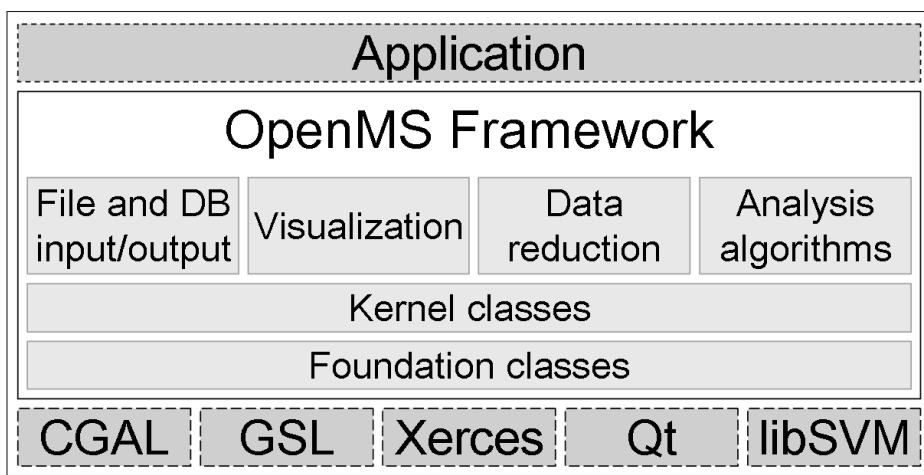 Application
OpenMS Framework
File and DB
input/output
Visualization
Data
reduction
Analysis
algorithms
Kernel classes
Foundation classes
CGAL
GSL
Xerces
Qt
libSVM